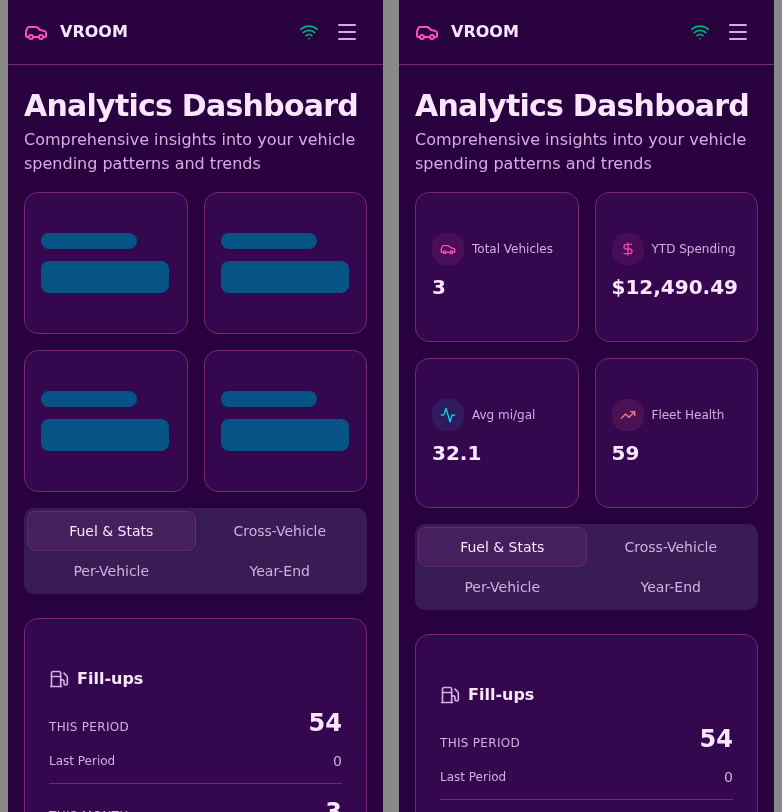 VROOM
Analytics Dashboard
Comprehensive insights into your vehicle
spending patterns and trends
Fuel & Stats
Cross-Vehicle
Per-Vehicle
Year-End
Fill-ups
THIS PERIOD
54
Last Period
0
THIS MONTH
3
VROOM
Analytics Dashboard
Comprehensive insights into your vehicle
spending patterns and trends
Total Vehicles
3
YTD Spending
$12,490.49
Avg mi/gal
32.1
Fleet Health
59
Fuel & Stats
Cross-Vehicle
Per-Vehicle
Year-End
Fill-ups
THIS PERIOD
54
Last Period
0